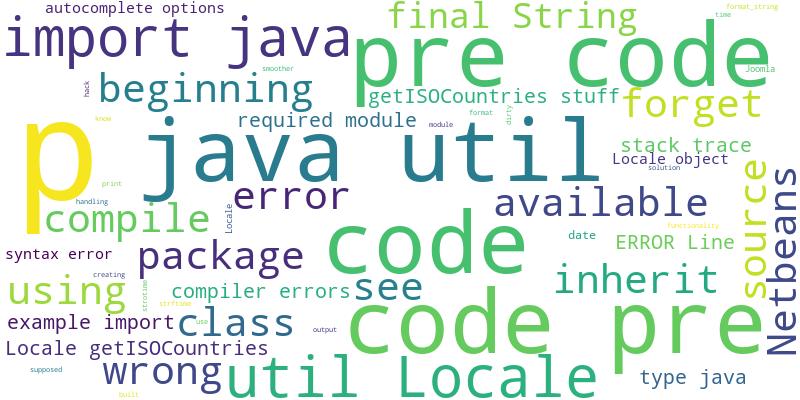 autocomplete options
final String
format_string
time
import java
pre code
smoother
Joomla
hack
beginning
getISOCountries stuff
forget
dirty
know
required module
format
module
p
java util
stack trace
Locale object
solution
print
error
available
source
Netbeans
handling
compile
Locale
code
functionality
date
ERROR Line
syntax error
package
inherit
creating
using
strotime
compiler errors
see
strftime
code pre
example import
class
use
output
Locale getISOCountries
wrong
util Locale
supposed
type java
built